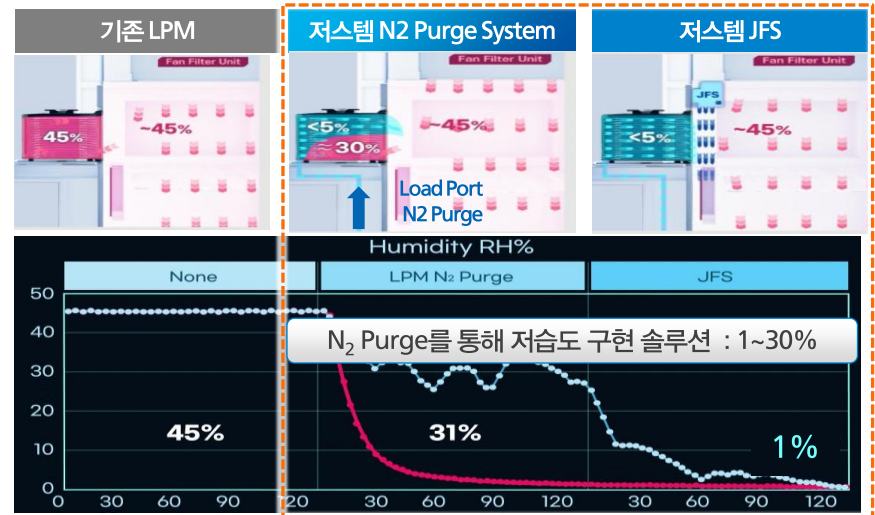 기존 LPM
저스템 N2 Purge System
저스템 JFS
Fan Filter Unit
Fan Filter Unit
Fan Filter Unit
45%
~45%
<5%
≈30%
~45%
Load Port
N2 Purge
JFS
<5%
~45%
Humidity RH%
None
LPM N2 Purge
JFS
N2 Purge를 통해 저습도 구현 솔루션 : 1~30%
50
40
30
20
10
0
45%
31%
1%
0 30 60 90 120 30 60 90 120 30 60 90 120